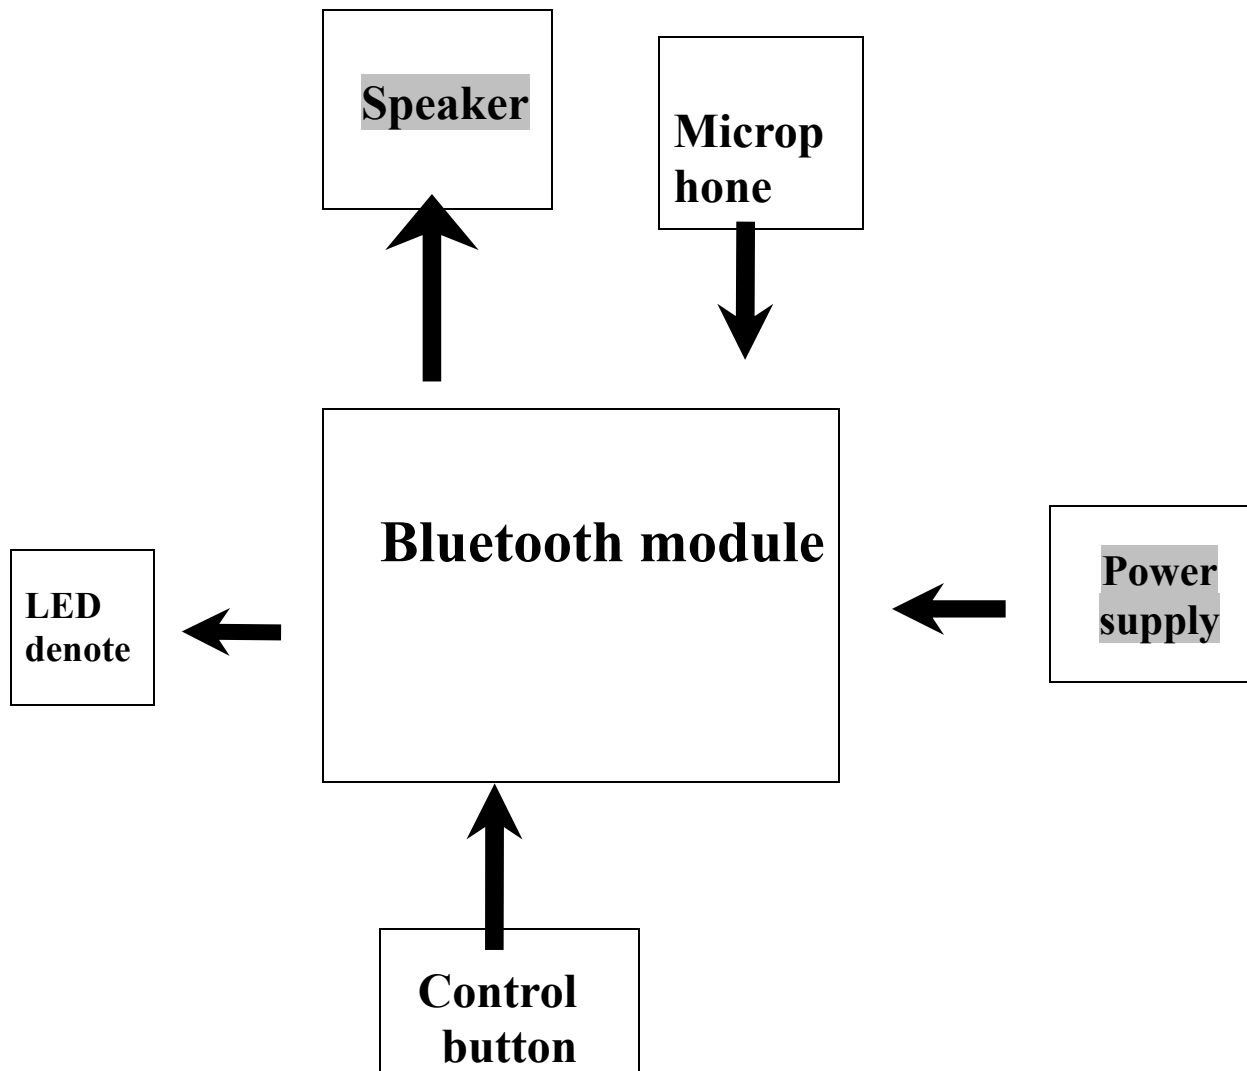 Speaker
Microp
hone
Bluetooth module
Power
supply
LED
denote
Control
button